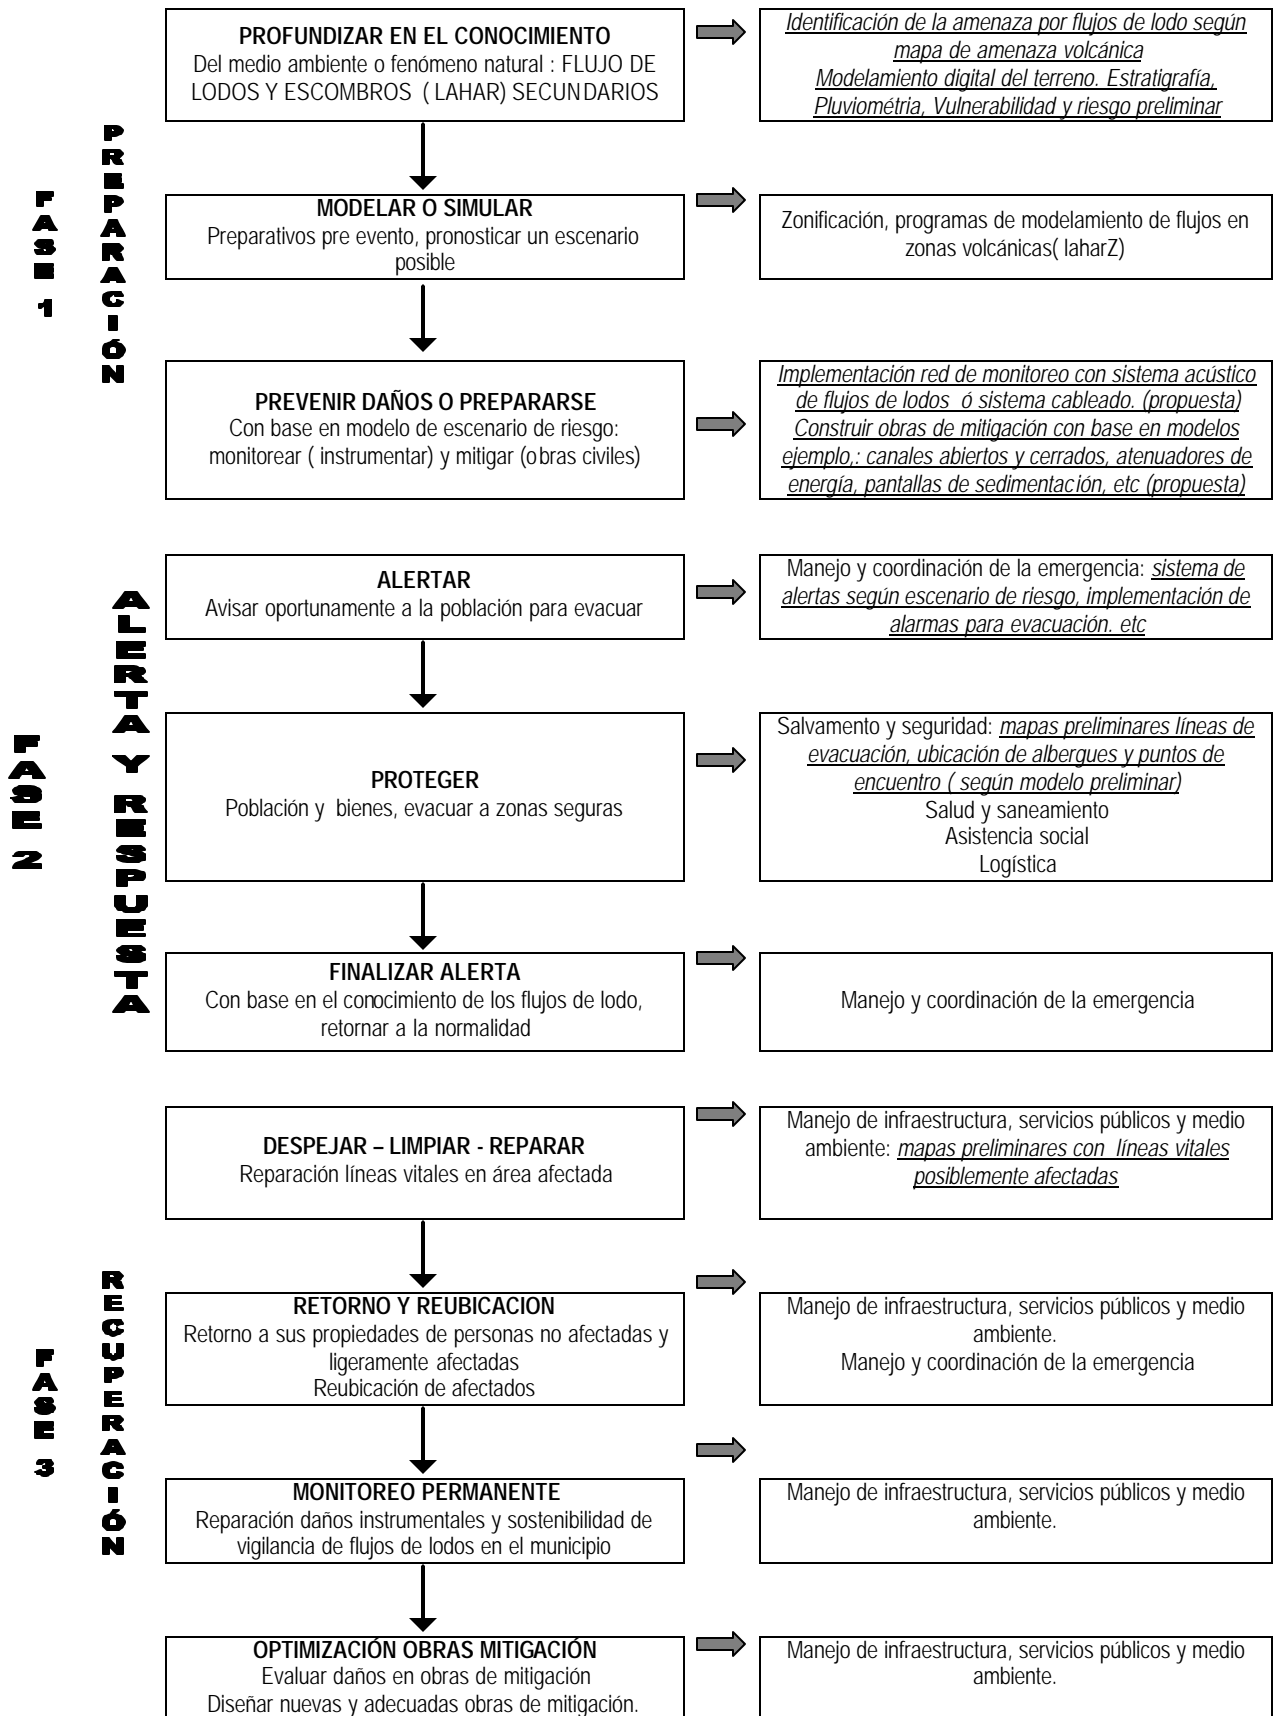 FASE 1
PREPARACIÓN
PROFUNDIZAR EN EL CONOCIMIENTO
Del medio ambiente o fenómeno natural : FLUJO DE
LODOS Y ESCOMBROS ( LAHAR) SECUNDARIOS
Identificación de la amenaza por flujos de lodo según
mapa de amenaza volcánica
Modelamiento digital del terreno. Estratigrafía,
Pluviométria, Vulnerabilidad y riesgo preliminar
MODELAR O SIMULAR
Preparativos pre evento, pronosticar un escenario
posible
Zonificación, programas de modelamiento de flujos en
zonas volcánicas( laharZ)
PREVENIR DAÑOS O PREPARARSE
Con base en modelo de escenario de riesgo:
monitorear ( instrumentar) y mitigar (obras civiles)
Implementación red de monitoreo con sistema acústico
de flujos de lodos ó sistema cableado. (propuesta)
Construir obras de mitigación con base en modelos
ejemplo,: canales abiertos y cerrados, atenuadores de
energía, pantallas de sedimentación, etc (propuesta)
FASE 2
ALERTA Y RESPUESTA
ALERTAR
Avisar oportunamente a la población para evacuar
Manejo y coordinación de la emergencia: sistema de
alertas según escenario de riesgo, implementación de
alarmas para evacuación. etc
PROTEGER
Población y bienes, evacuar a zonas seguras
Salvamento y seguridad: mapas preliminares líneas de
evacuación, ubicación de albergues y puntos de
encuentro ( según modelo preliminar)
Salud y saneamiento
Asistencia social
Logística
FINALIZAR ALERTA
Con base en el conocimiento de los flujos de lodo,
retornar a la normalidad
Manejo y coordinación de la emergencia
FASE 3
RECUPERACIÓN
DESPEJAR – LIMPIAR - REPARAR
Reparación líneas vitales en área afectada
Manejo de infraestructura, servicios públicos y medio
ambiente: mapas preliminares con líneas vitales
posiblemente afectadas
RETORNO Y REUBICACION
Retorno a sus propiedades de personas no afectadas y
ligeramente afectadas
Reubicación de afectados
Manejo de infraestructura, servicios públicos y medio
ambiente.
Manejo y coordinación de la emergencia
MONITOREO PERMANENTE
Reparación daños instrumentales y sostenibilidad de
vigilancia de flujos de lodos en el municipio
Manejo de infraestructura, servicios públicos y medio
ambiente.
OPTIMIZACIÓN OBRAS MITIGACIÓN
Evaluar daños en obras de mitigación
Diseñar nuevas y adecuadas obras de mitigación.
Manejo de infraestructura, servicios públicos y medio
ambiente.